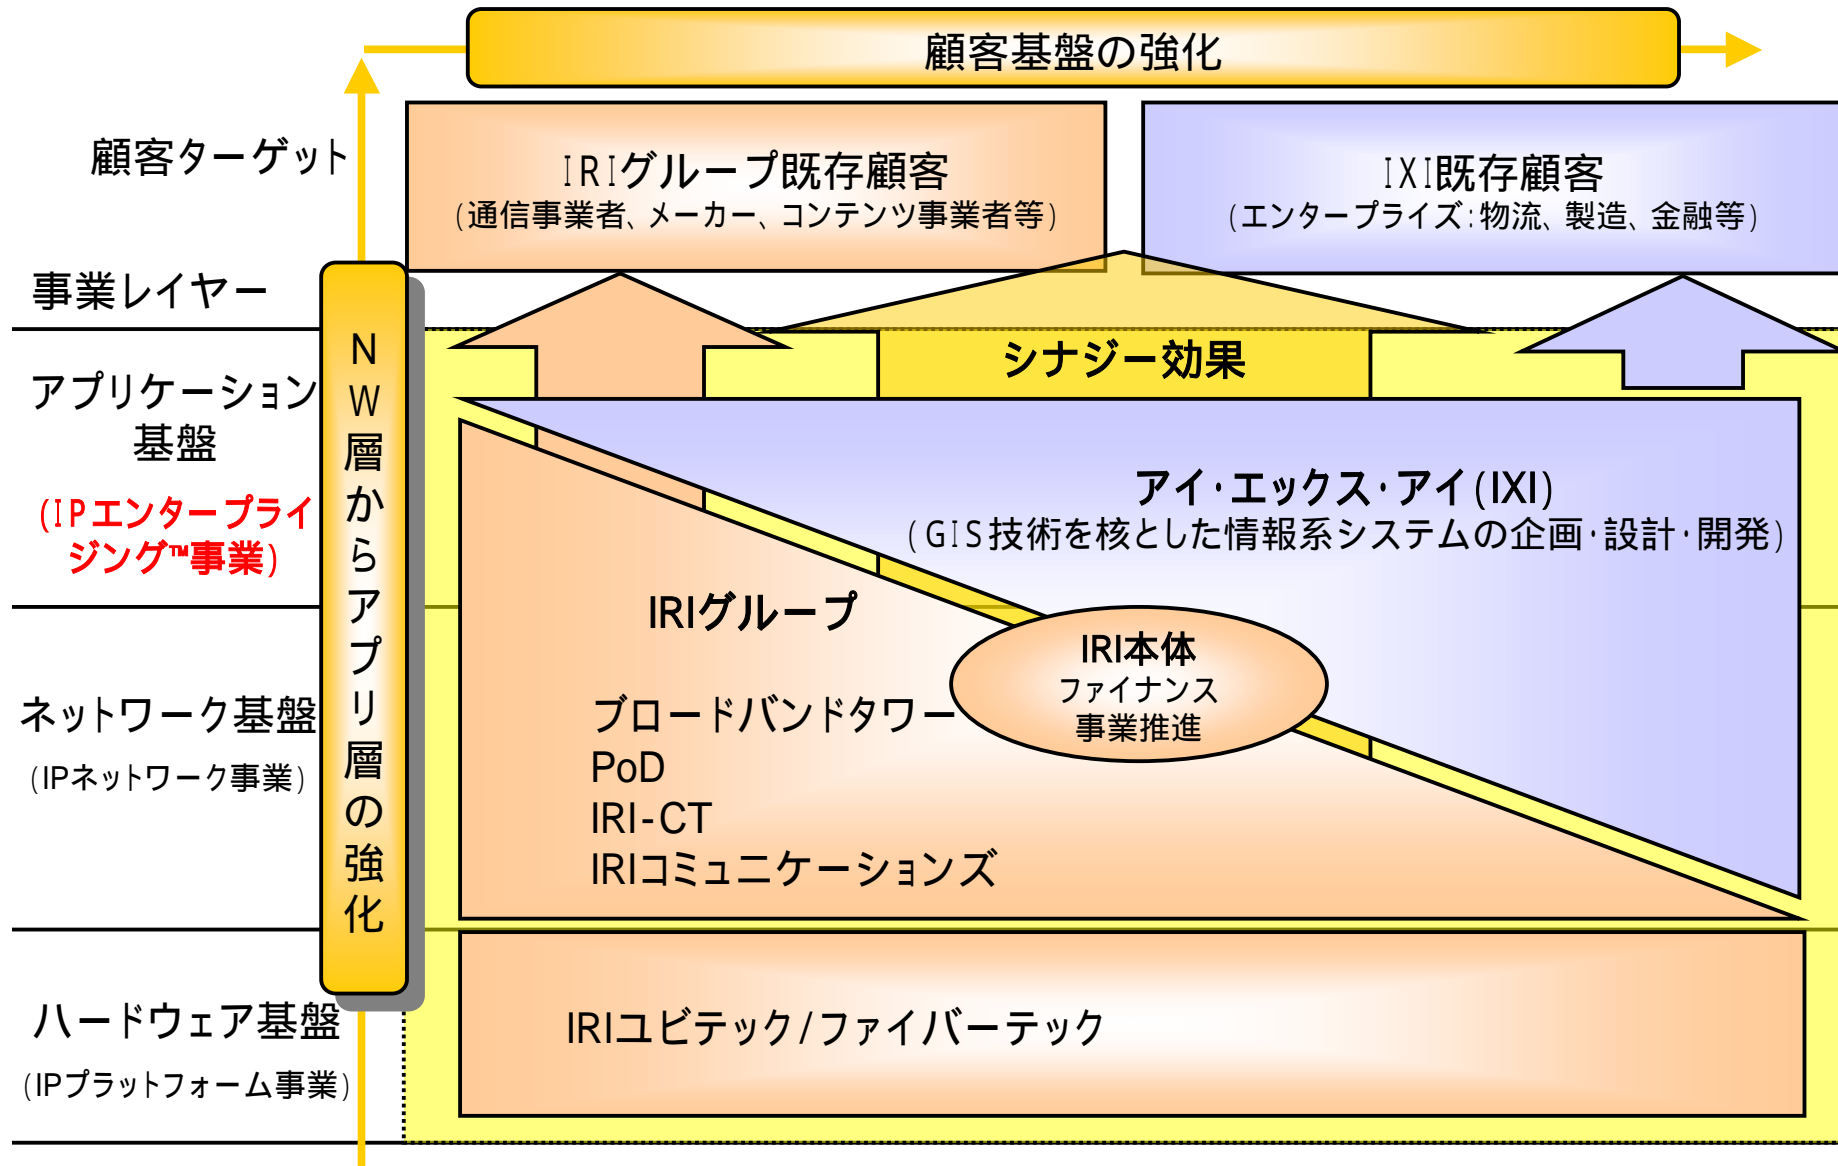 顧客基盤の強化
顧客ターゲット
IRIグループ既存顧客
(通信事業者、メーカー、コンテンツ事業者等)
IXI既存顧客
(エンタープライズ:物流、製造、金融等)
事業レイヤー
NW層からアプリ層の強化
シナジー効果
アプリケーション
基盤
(IPエンタープライ
ジング™事業)
アイ・エックス・アイ(IXI)
(GIS技術を核とした情報系システムの企画・設計・開発)
IRIグループ
IRI本体
ファイナンス
事業推進
ネットワーク基盤
(IPネットワーク事業)
ブロードバンドタワー
PoD
IRI-CT
IRIコミュニケーションズ
ハードウェア基盤
(IPプラットフォーム事業)
IRIユビテック/ファイバーテック